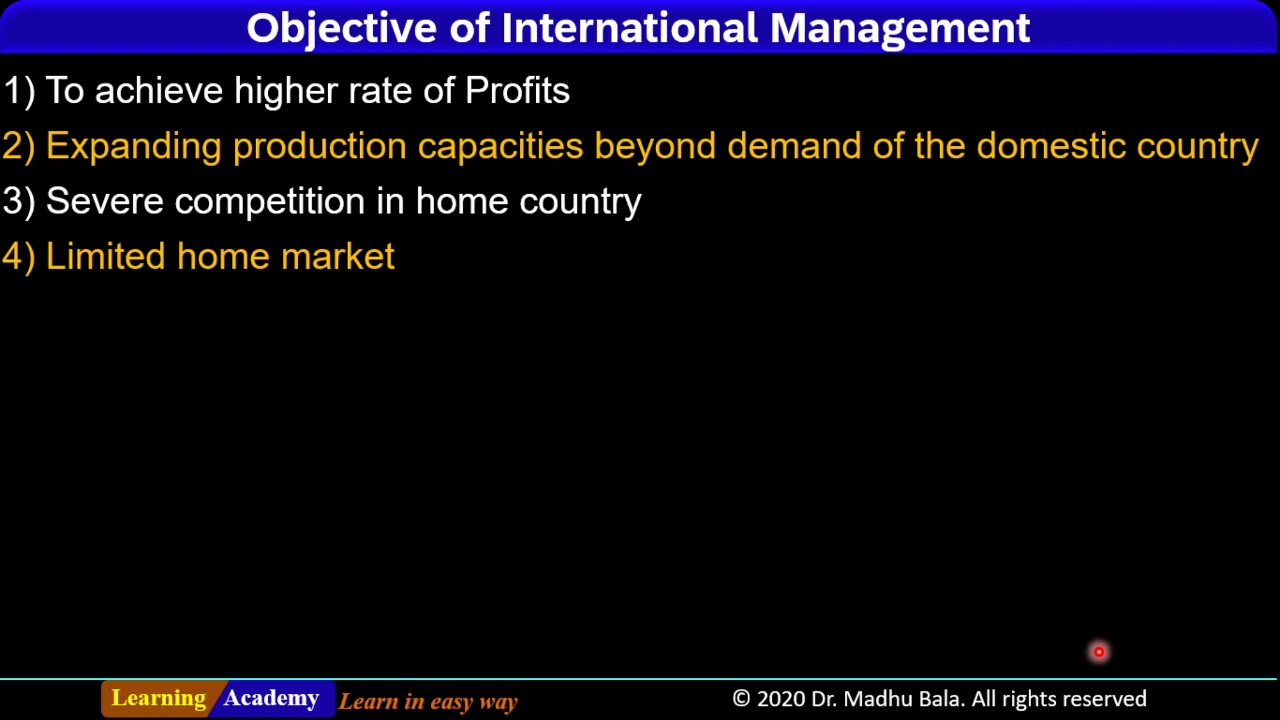 Objective of International Management
1) To achieve higher rate of Profits
2) Expanding production capacities beyond demand of the domestic country
3) Severe competition in home country
4) Limited home market
Learning Academy Learn in easy way © 2020 Dr. Madhu Bala. All rights reserved